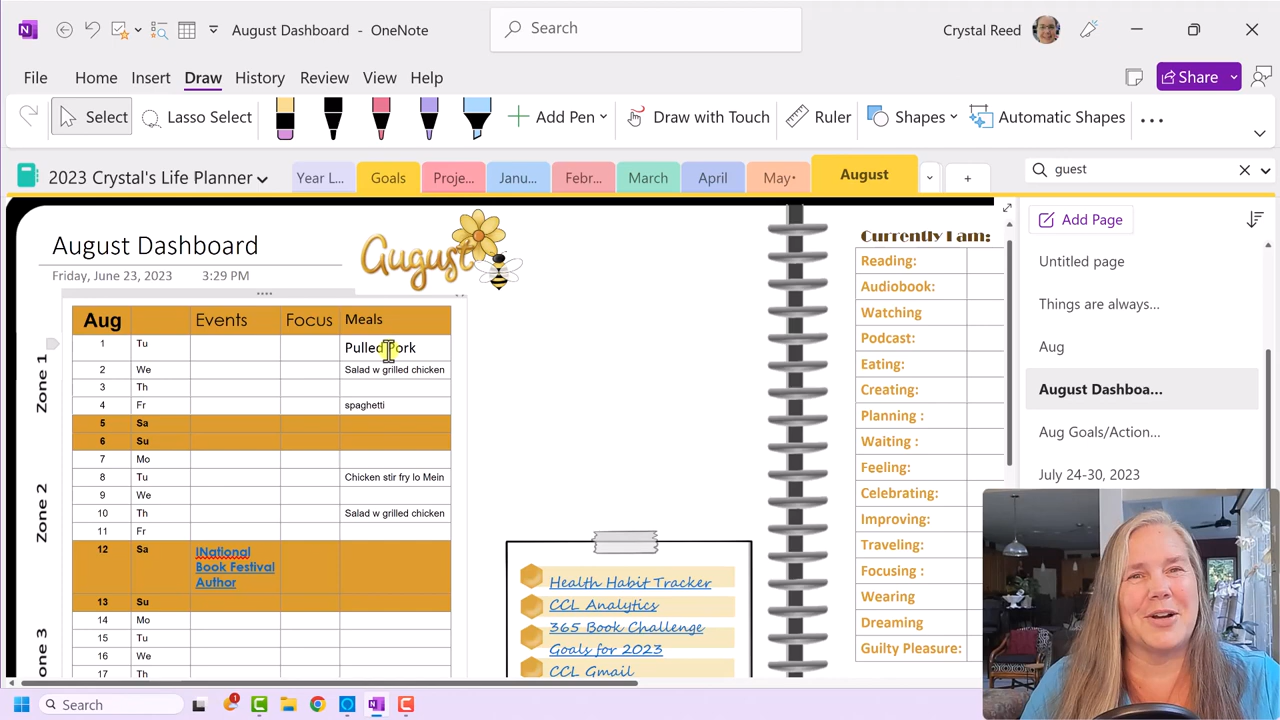 August Dashboard - OneNote
Search
Crystal Reed
File Home Insert Draw History Review View Help
Share
Select Lasso Select Add Pen Draw with Touch Ruler Shapes Automatic Shapes
2023 Crystal's Life Planner
Year L... Goals Proje... Janu... Febr... March April May August
guest
Add Page
Untitled page
Things are always...
Aug
August Dashboa...
Aug Goals/Action...
July 24-30, 2023
August Dashboard
August
Friday, June 23, 2023 3:29 PM
Aug Events Focus Meals
1 Tu Pulled Pork
2 We Salad w grilled chicken
3 Th
4 Fr spaghetti
5 Sa
6 Su
7 Mo
8 Tu Chicken stir fry lo Mein
9 We
10 Th Salad w grilled chicken
11 Fr
12 Sa INational
Book Festival
Author
13 Su
14 Mo
15 Tu
16 We
17 Th
Zone 1
Zone 2
one 3
Health Habit Tracker
CCL Analytics
365 Book Challenge
Goals for 2023
CCL Gmail
Currently I am:
Reading:
Audiobook:
Watching
Podcast:
Eating:
Creating:
Planning :
Waiting :
Feeling:
Celebrating:
Improving:
Traveling:
Focusing :
Wearing
Dreaming
Guilty Pleasure:
Search
1